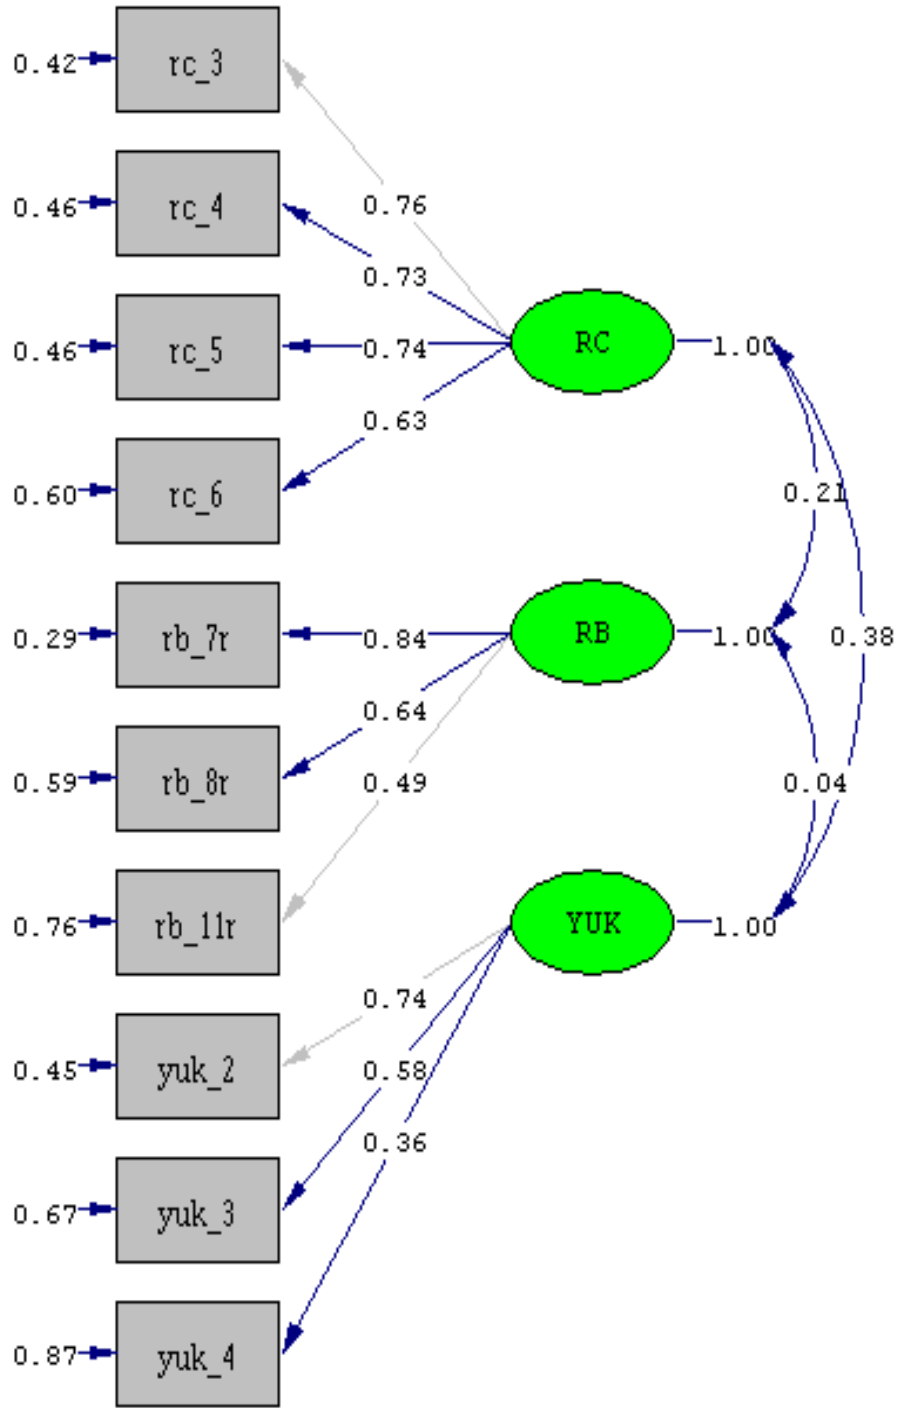 0.42 rc_3
0.76
0.46 rc_4
0.73
0.46 rc_5
0.74
RC 1.00
0.63
0.60 rc_6
0.21
0.29 rb_7r
0.84
RB 1.00
0.38
0.64
0.59 rb_8r
0.49
0.04
0.76 rb_11r
YUK 1.00
0.74
0.45 yuk_2
0.58
0.36
0.67 yuk_3
0.87 yuk_4